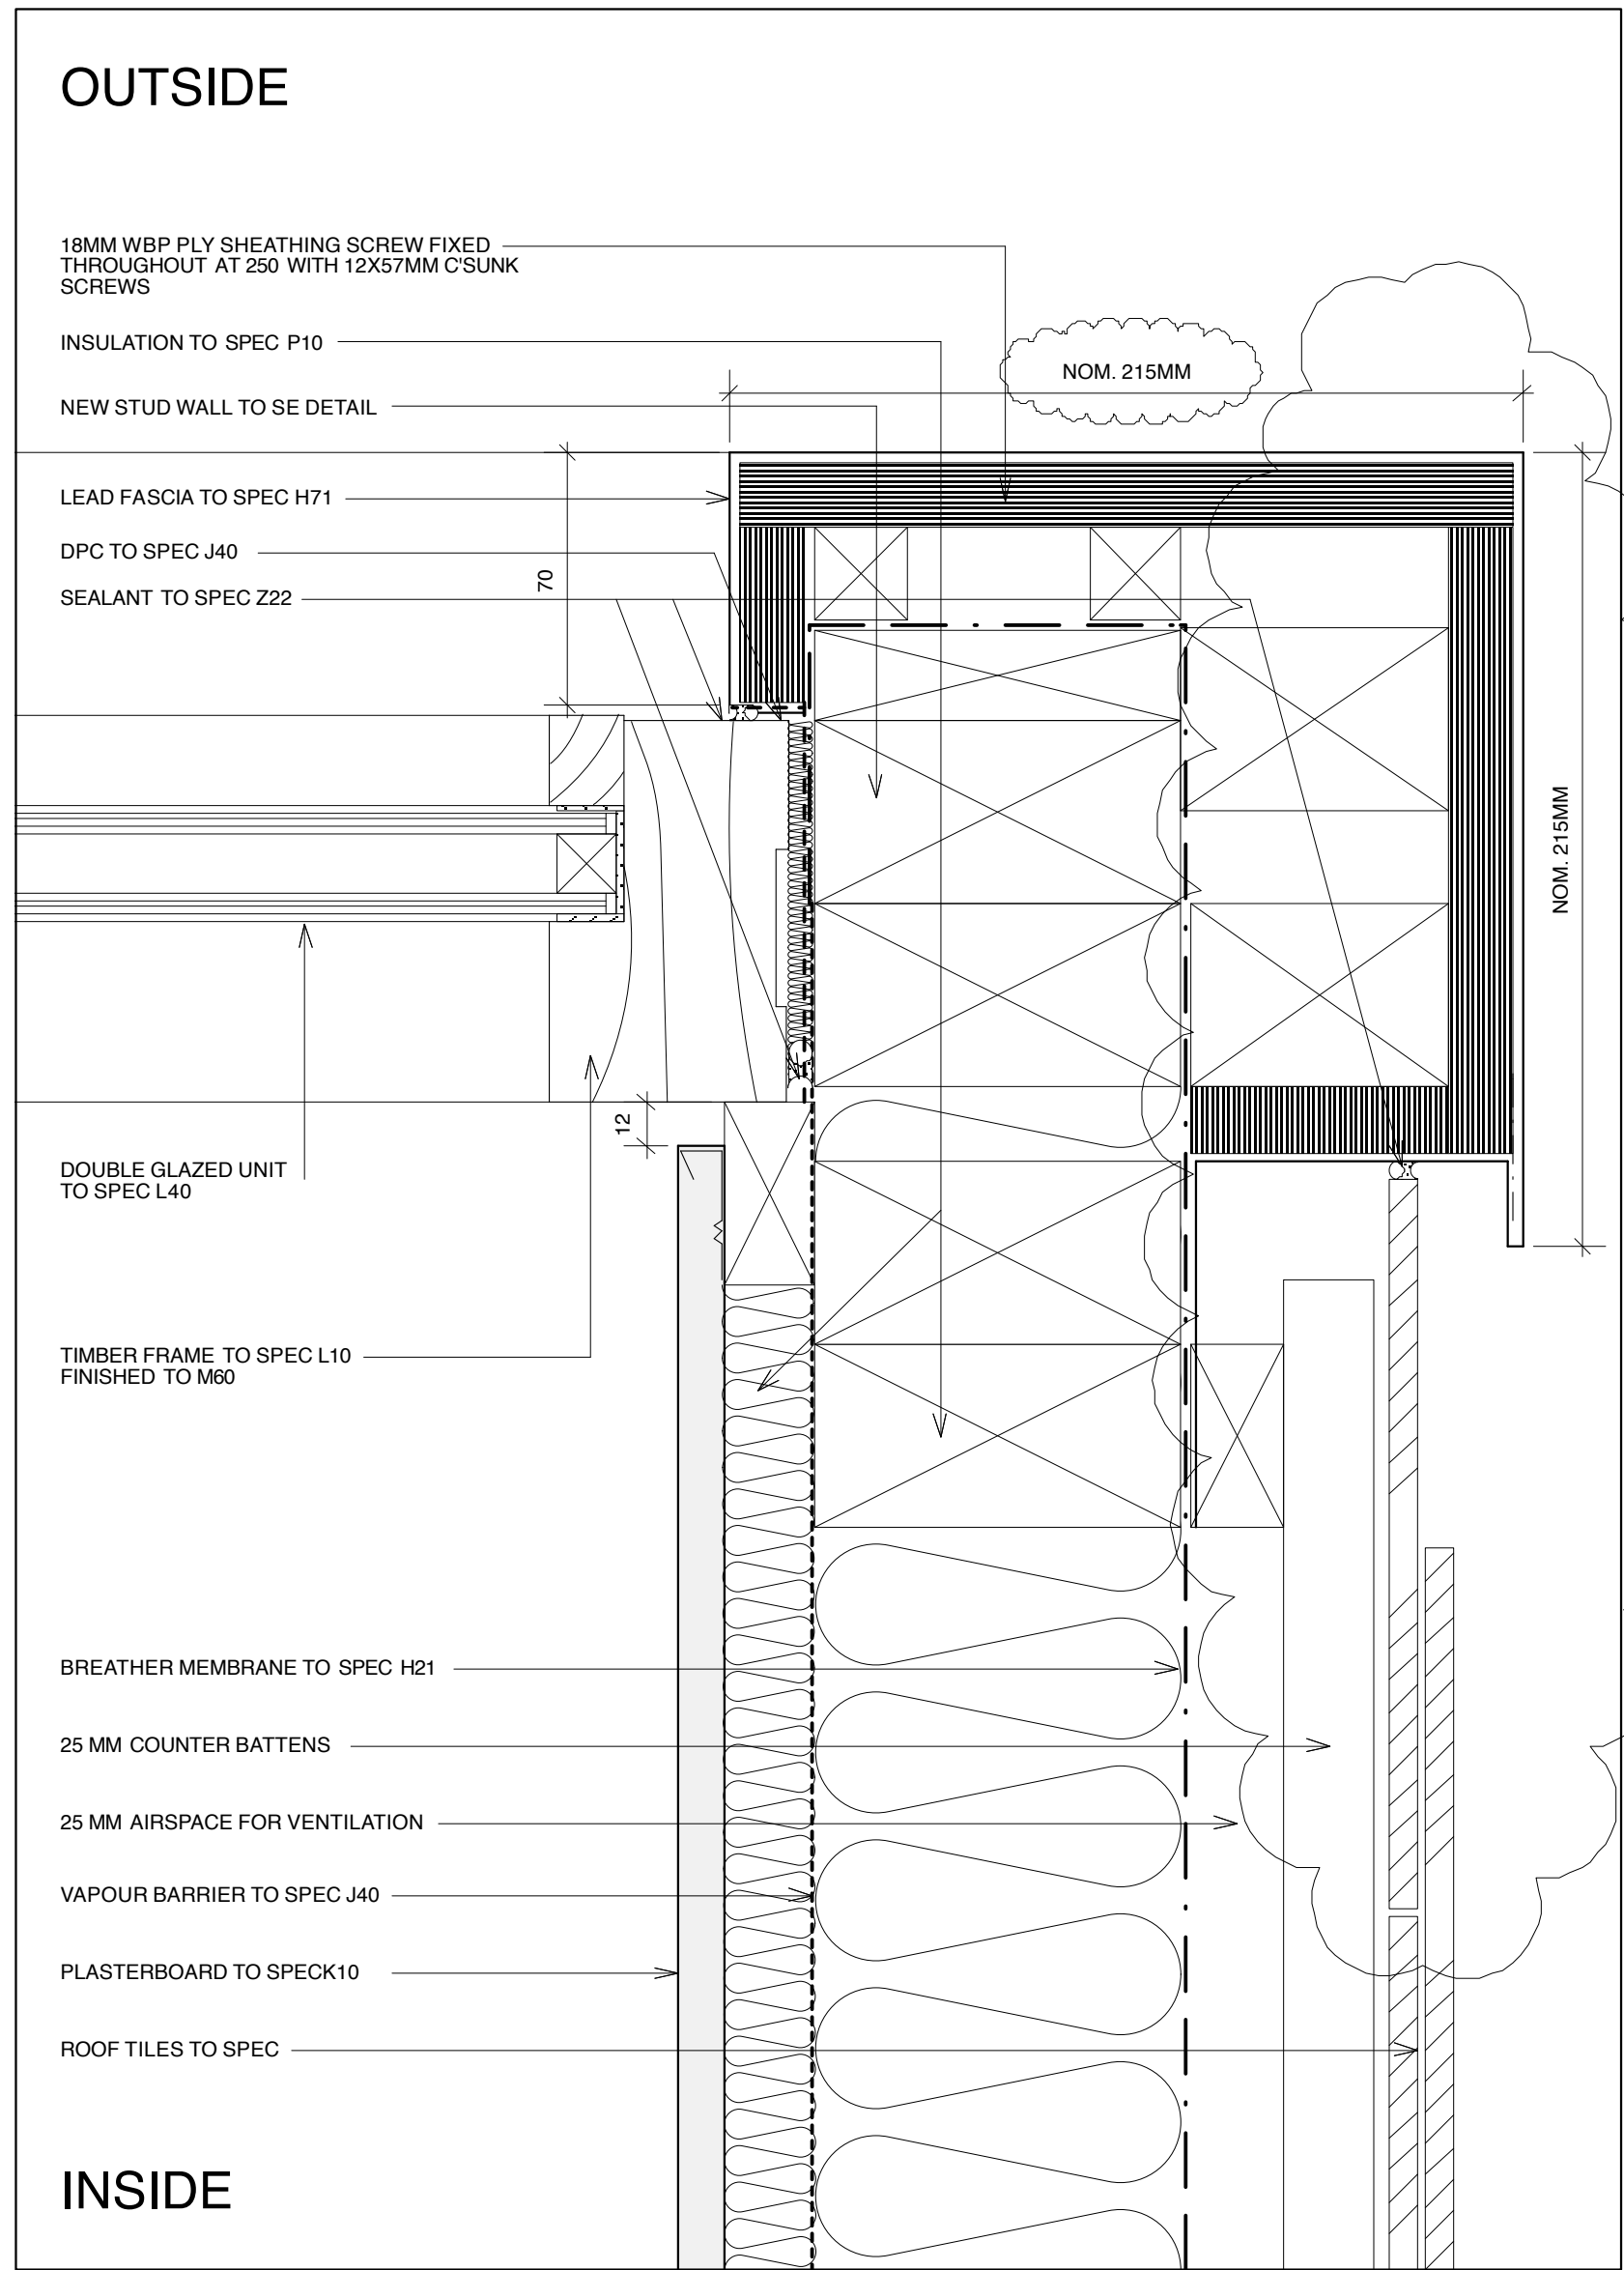 OUTSIDE
18MM WBP PLY SHEATHING SCREW FIXED
THROUGHOUT AT 250 WITH 12X57MM C'SUNK
SCREWS
INSULATION TO SPEC P10
NOM. 215MM
NEW STUD WALL TO SE DETAIL
LEAD FASCIA TO SPEC H71
DPC TO SPEC J40
70
SEALANT TO SPEC Z22
NOM. 215MM
12
DOUBLE GLAZED UNIT
TO SPEC L40
TIMBER FRAME TO SPEC L10
FINISHED TO M60
BREATHER MEMBRANE TO SPEC H21
25 MM COUNTER BATTENS
25 MM AIRSPACE FOR VENTILATION
VAPOUR BARRIER TO SPEC J40
PLASTERBOARD TO SPECK10
ROOF TILES TO SPEC
INSIDE